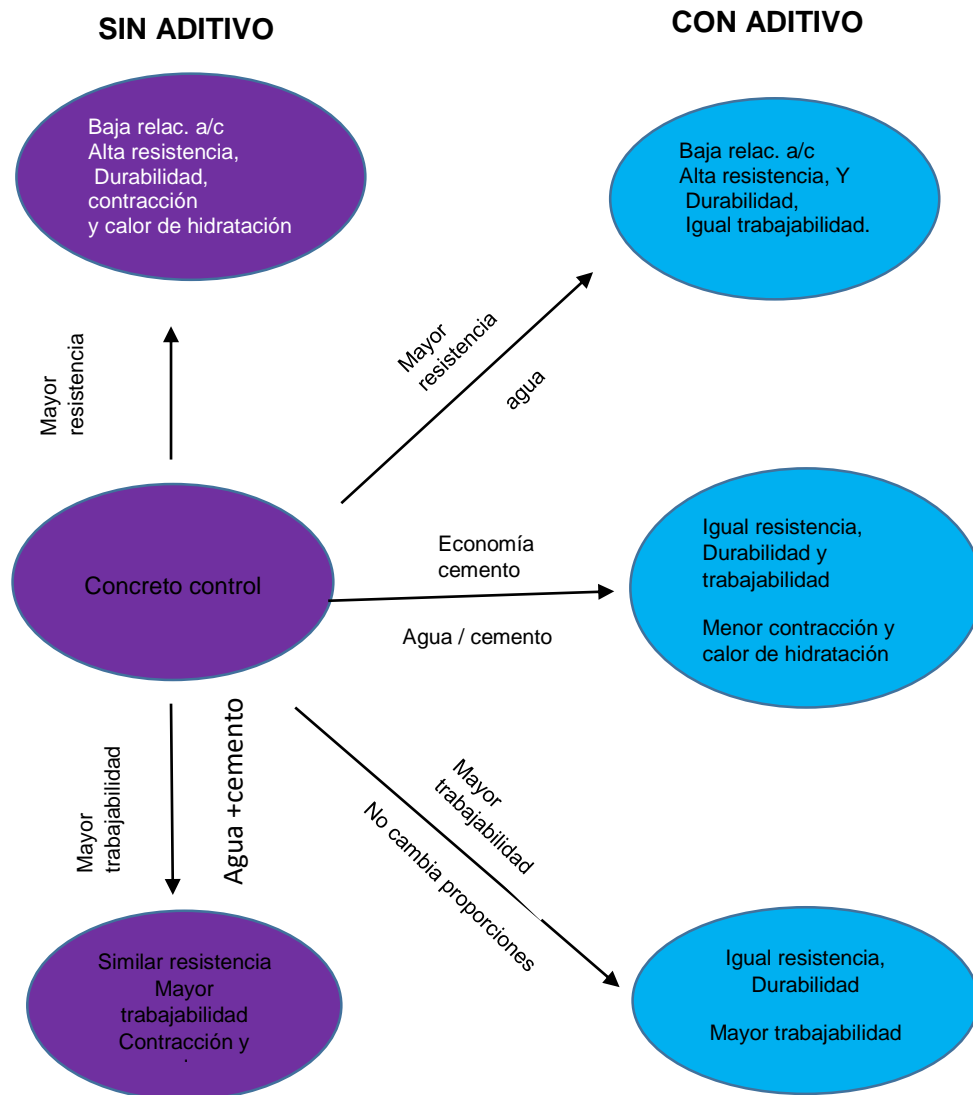 SIN ADITIVO
CON ADITIVO
Baja relac. a/c
Alta resistencia,
Durabilidad,
contracción
y calor de hidratación
Baja relac. a/c
Alta resistencia, Y
Durabilidad,
Igual trabajabilidad.
Mayor
resistencia
Mayor
resistencia
agua
Concreto control
Economía
cemento
Agua / cemento
Igual resistencia,
Durabilidad y
trabajabilidad
Menor contracción y
calor de hidratación
Mayor
trabajabilidad
Agua +cemento
Mayor
trabajabilidad
No cambia proporciones
Similar resistencia
Mayor
trabajabilidad
Contracción y
Igual resistencia,
Durabilidad
Mayor trabajabilidad